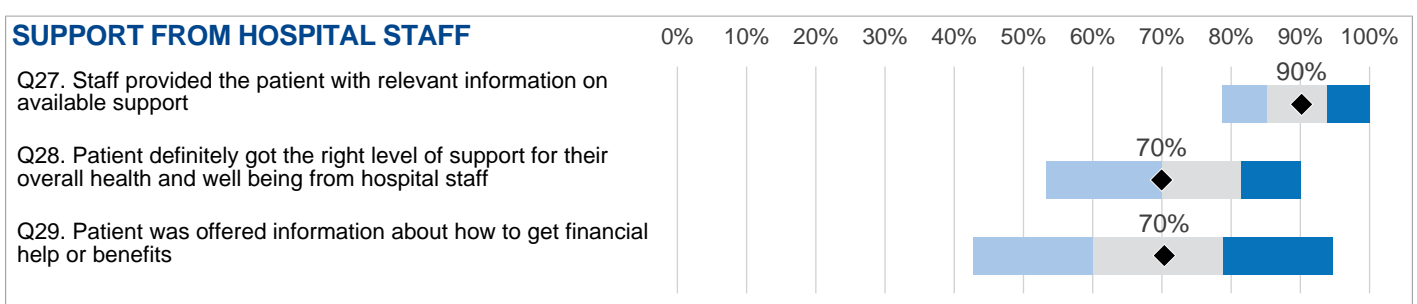 SUPPORT FROM HOSPITAL STAFF 0% 10% 20% 30% 40% 50% 60% 70% 80% 90% 100%
Q27. Staff provided the patient with relevant information on
available support
90%
Q28. Patient definitely got the right level of support for their
overall health and well being from hospital staff
70%
Q29. Patient was offered information about how to get financial
help or benefits
70%